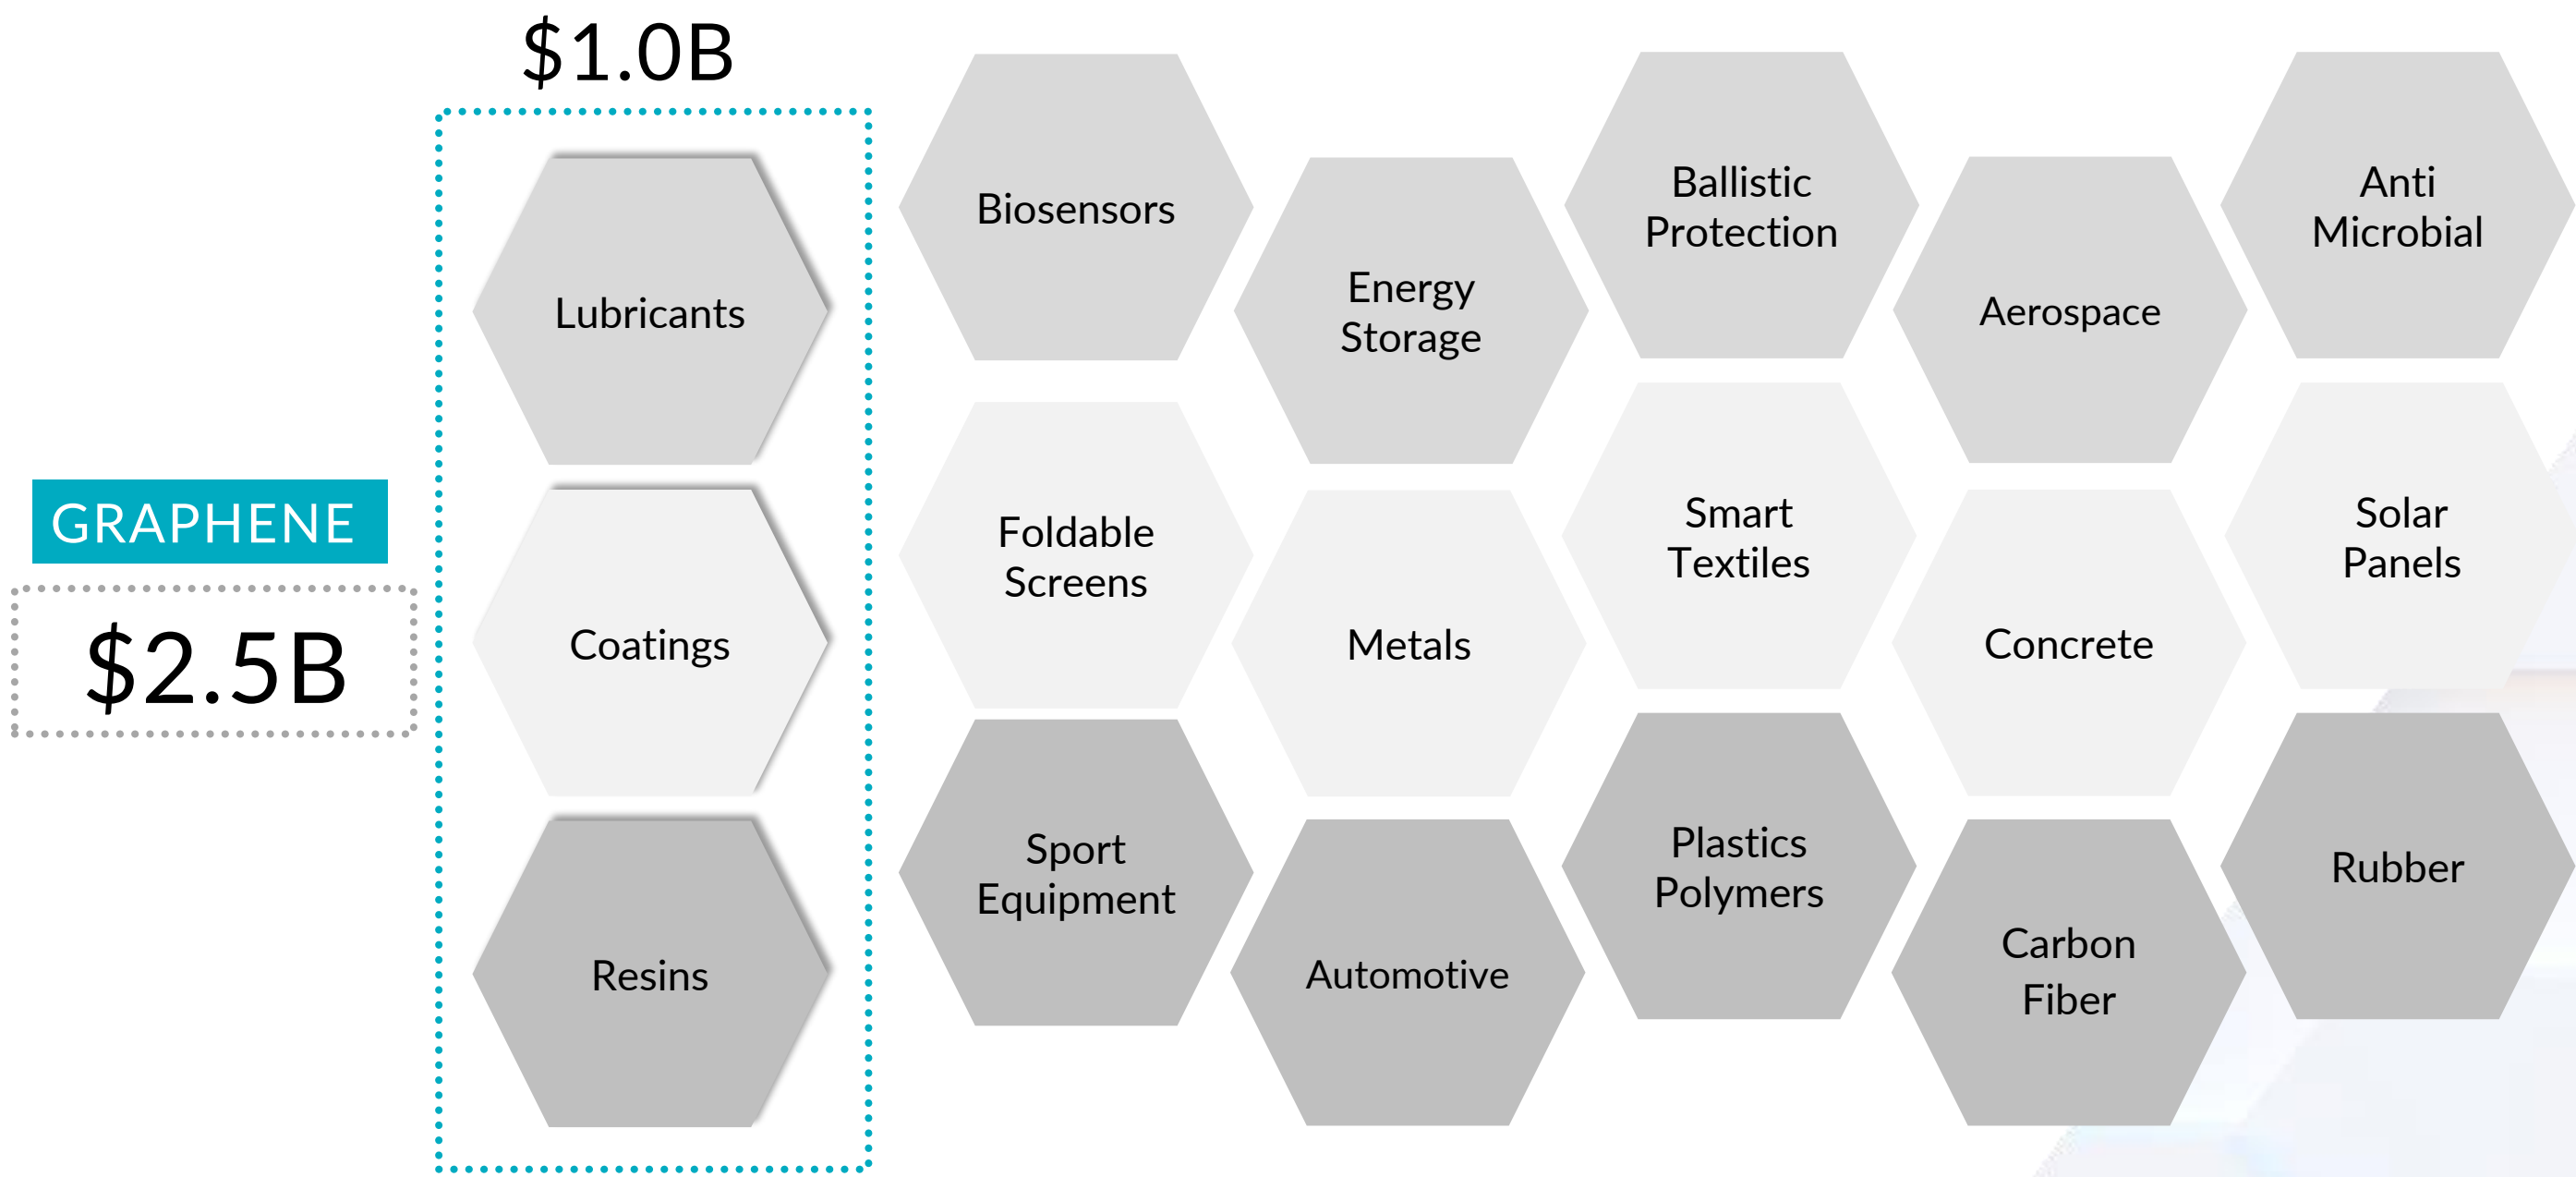 $1.0B
GRAPHENE
$2.5B
Lubricants
Coatings
Resins
Biosensors
Foldable
Screens
Sport
Equipment
Energy
Storage
Metals
Automotive
Ballistic
Protection
Smart
Textiles
Plastics
Polymers
Aerospace
Concrete
Carbon
Fiber
Anti
Microbial
Solar
Panels
Rubber